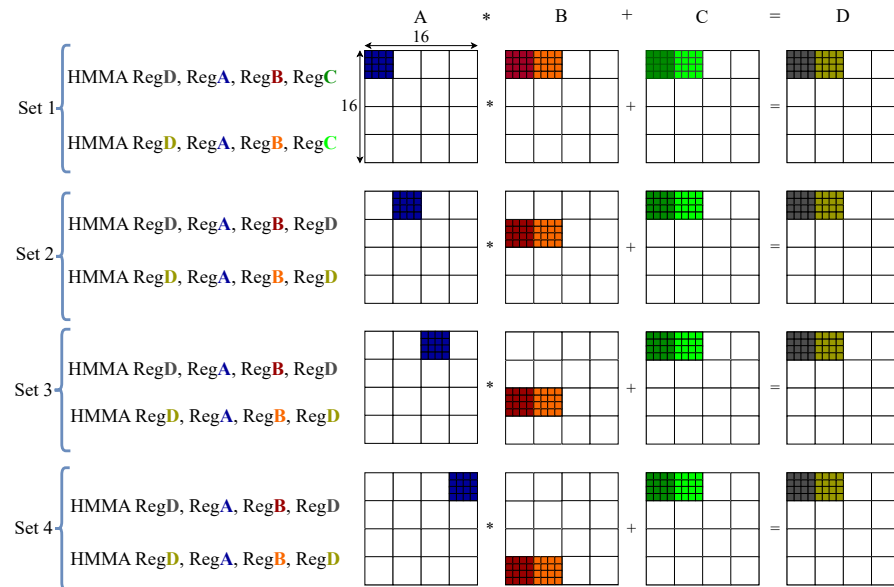 A * B + C = D
16
16
Set 1
HMMA RegD, RegA, RegB, RegC
* + =
HMMA RegD, RegA, RegB, RegC
Set 2
HMMA RegD, RegA, RegB, RegD
* + =
HMMA RegD, RegA, RegB, RegD
Set 3
HMMA RegD, RegA, RegB, RegD
* + =
HMMA RegD, RegA, RegB, RegD
Set 4
HMMA RegD, RegA, RegB, RegD
* + =
HMMA RegD, RegA, RegB, RegD